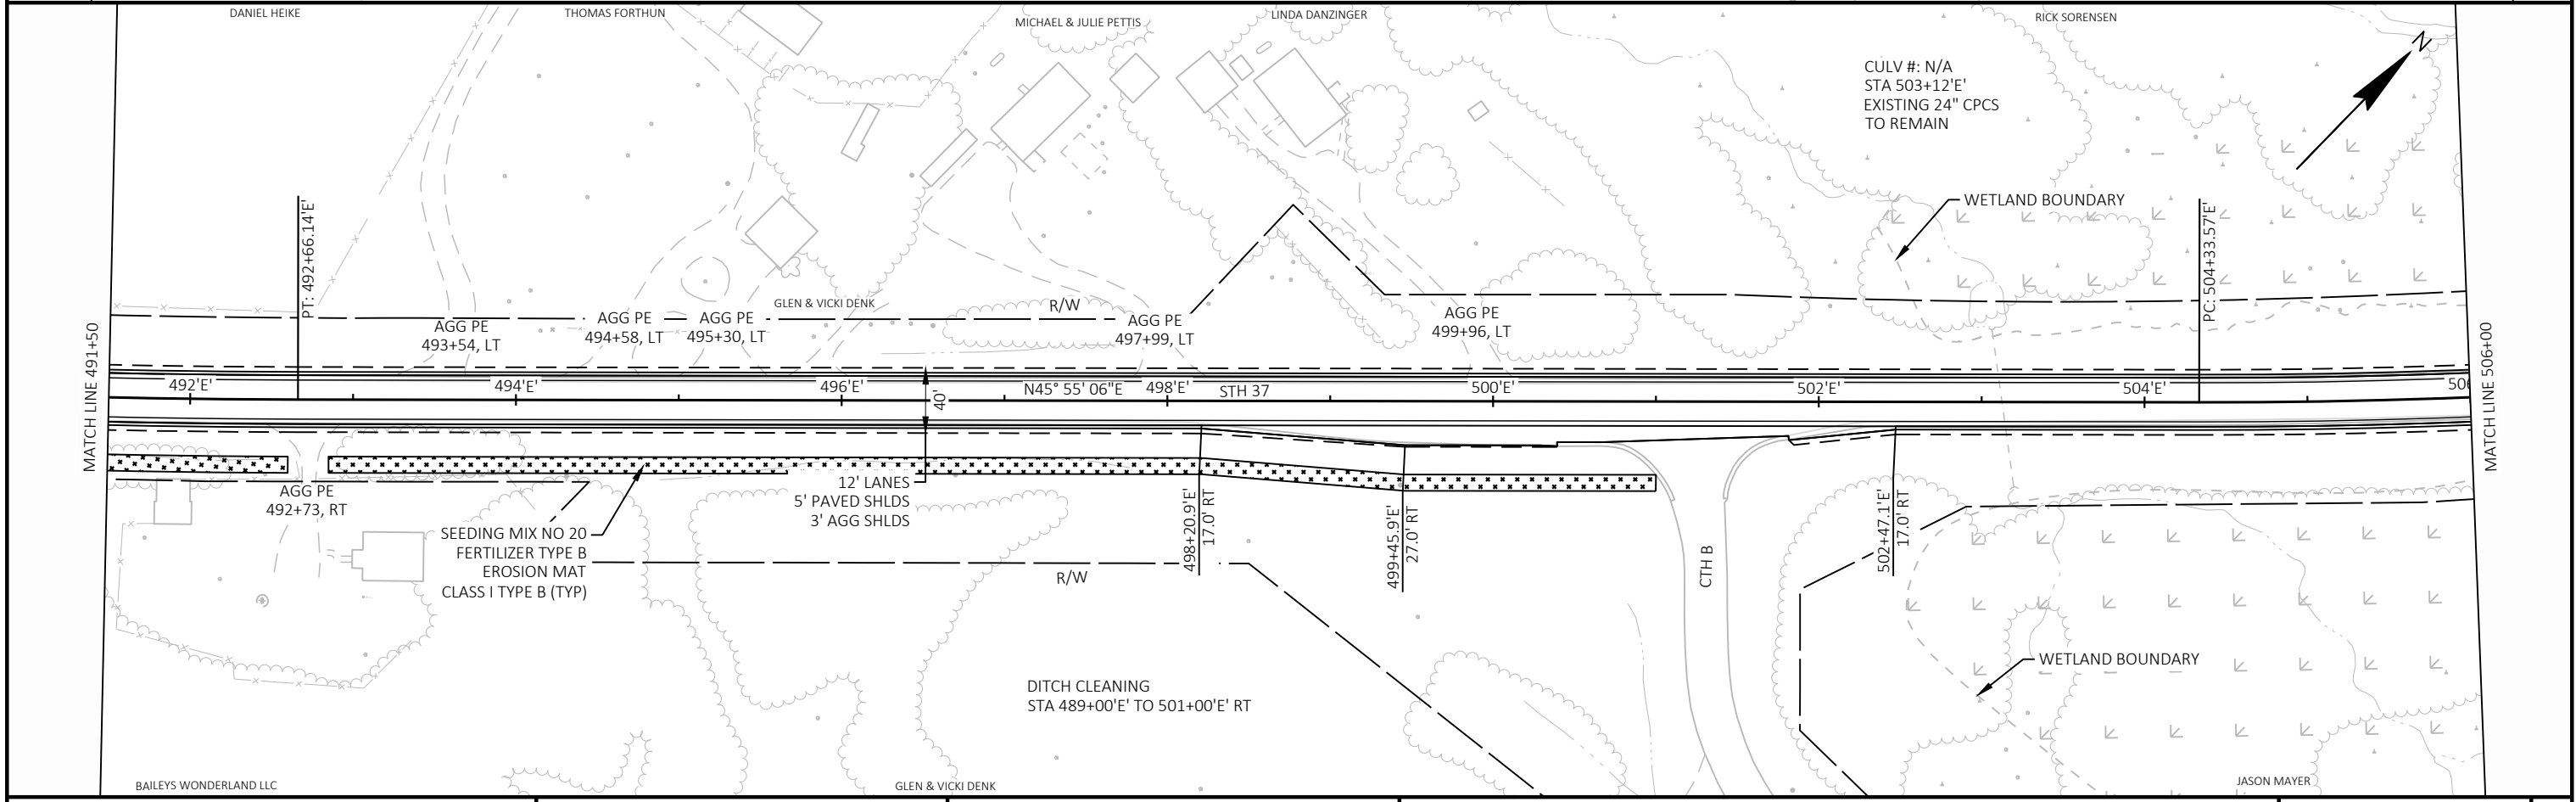 DANIEL HEIKE
THOMAS FORTHUN
MICHAEL & JULIE PETTIS
LINDA DANZINGER
RICK SORENSEN
N
CULV #: N/A
STA 503+12'E'
EXISTING 24" CPCS
TO REMAIN
WETLAND BOUNDARY
PT: 492+66.14'E'
PC: 504+33.57'E'
GLEN & VICKI DENK
R/W
AGG PE
493+54, LT
AGG PE
494+58, LT
AGG PE
495+30, LT
AGG PE
497+99, LT
AGG PE
499+96, LT
MATCH LINE 491+50
MATCH LINE 506+00
492'E'
494'E'
496'E'
40'
N45° 55' 06"E
498'E'
STH 37
500'E'
502'E'
504'E'
506
AGG PE
492+73, RT
12' LANES
5' PAVED SHLDS
3' AGG SHLDS
SEEDING MIX NO 20
FERTILIZER TYPE B
EROSION MAT
CLASS I TYPE B (TYP)
R/W
498+20.9'E'
17.0' RT
499+45.9'E'
27.0' RT
CTH B
502+47.1'E'
17.0' RT
WETLAND BOUNDARY
DITCH CLEANING
STA 489+00'E' TO 501+00'E' RT
BAILEYS WONDERLAND LLC
GLEN & VICKI DENK
JASON MAYER